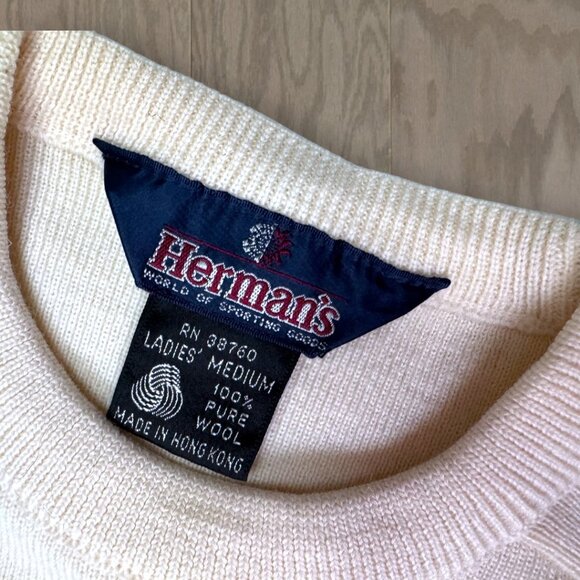 Herman's
WORLD OF SPORTING GOODS
RN 38760
LADIES' MEDIUM
100%
PURE
WOOL
MADE IN HONG KONG